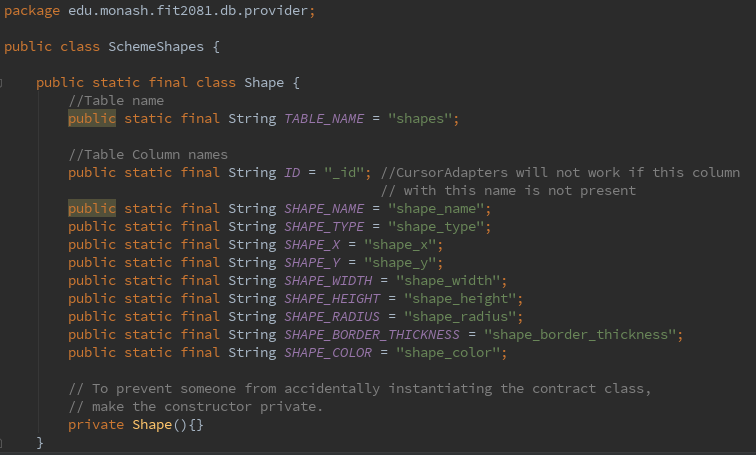 package edu.monash.fit2081.db.provider;
public class SchemeShapes {
public static final class Shape {
//Table name
public static final String TABLE_NAME = "shapes";
//Table Column names
public static final String ID = "_id"; //CursorAdapters will not work if this column
// with this name is not present
public static final String SHAPE_NAME = "shape_name";
public static final String SHAPE_TYPE = "shape_type";
public static final String SHAPE_X = "shape_x";
public static final String SHAPE_Y = "shape_y";
public static final String SHAPE_WIDTH = "shape_width";
public static final String SHAPE_HEIGHT = "shape_height";
public static final String SHAPE_RADIUS = "shape_radius";
public static final String SHAPE_BORDER_THICKNESS = "shape_border_thickness";
public static final String SHAPE_COLOR = "shape_color";
// To prevent someone from accidentally instantiating the contract class,
// make the constructor private.
private Shape(){}
}